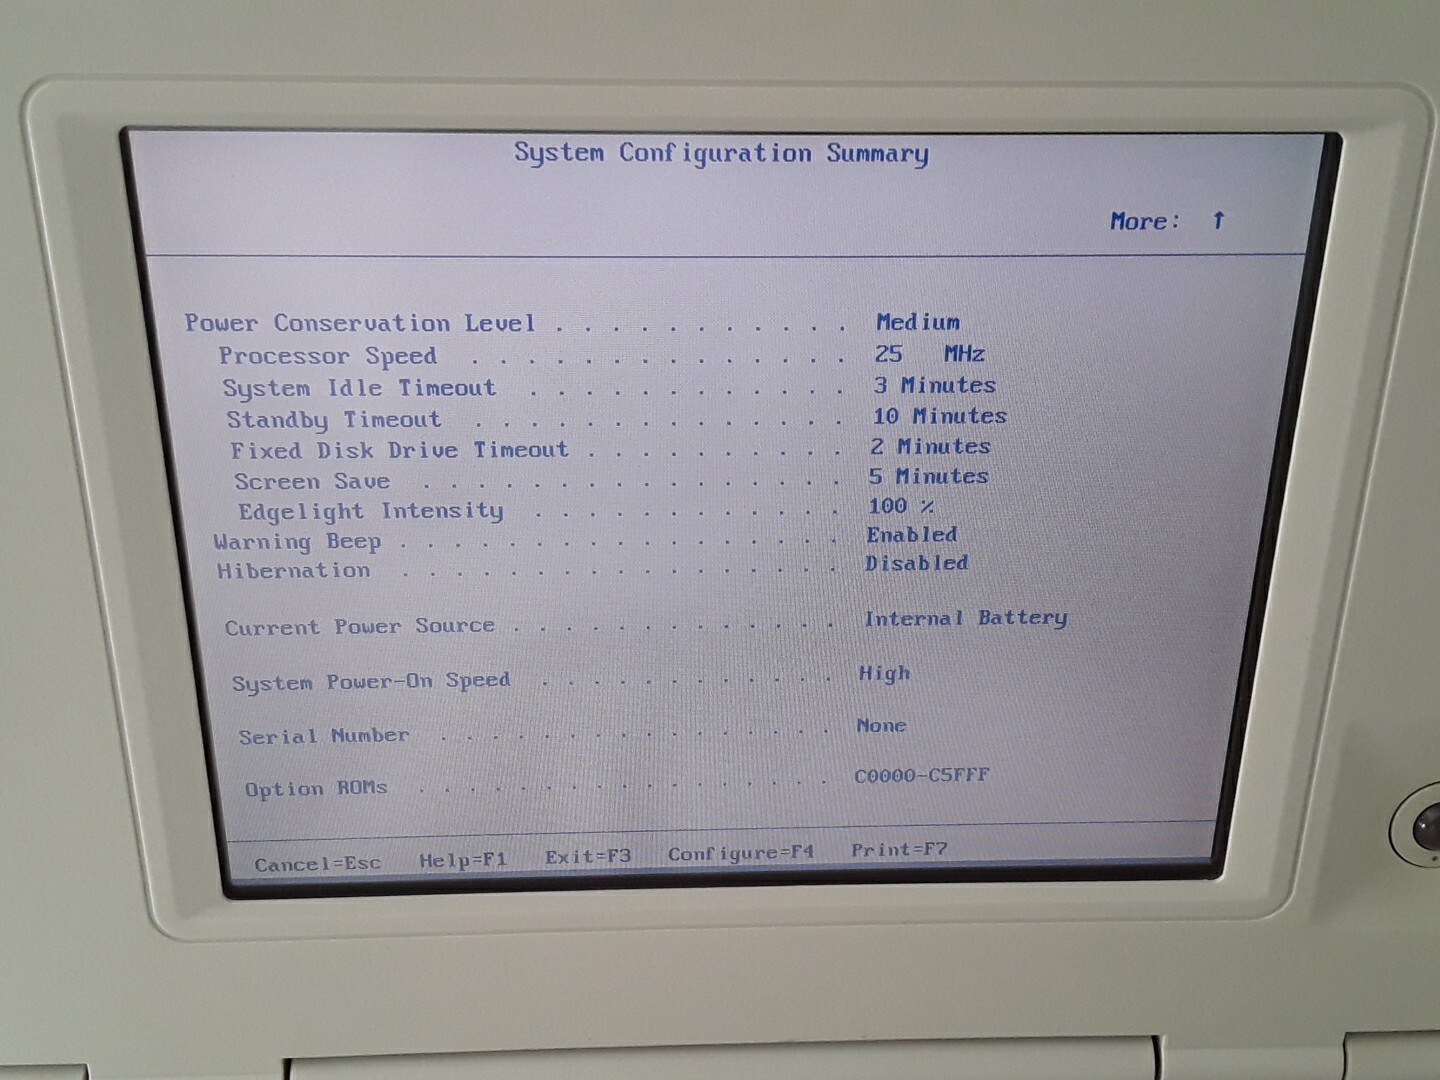 System Configuration Summary
More: ↑
Power Conservation Level . . . . . . . . . . . Medium
Processor Speed . . . . . . . . . . . . . . 25 MHz
System Idle Timeout . . . . . . . . . . . . 3 Minutes
Standby Timeout . . . . . . . . . . . . . . 10 Minutes
Fixed Disk Drive Timeout . . . . . . . . . . 2 Minutes
Screen Save . . . . . . . . . . . . . . . . 5 Minutes
Edgelight Intensity . . . . . . . . . . . . 100 %
Warning Beep . . . . . . . . . . . . . . . . . Enabled
Hibernation . . . . . . . . . . . . . . . . . Disabled
Current Power Source . . . . . . . . . . . . . Internal Battery
System Power-On Speed . . . . . . . . . . . . High
Serial Number . . . . . . . . . . . . . . . . None
Option ROMs . . . . . . . . . . . . . . . . . C0000-C5FFF
Cancel=Esc Help=F1 Exit=F3 Configure=F4 Print=F7